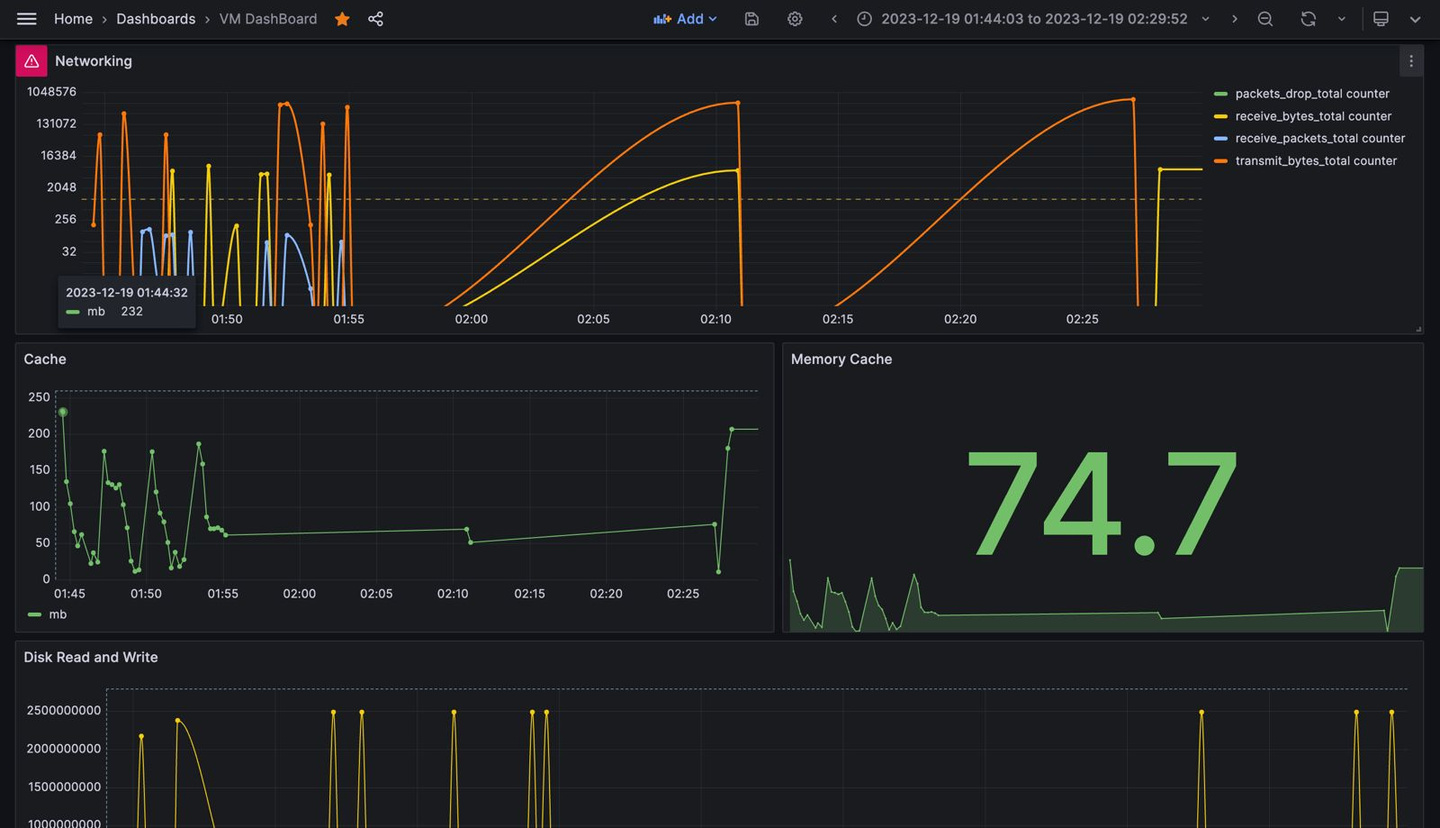 Home > Dashboards > VM DashBoard Add 2023-12-19 01:44:03 to 2023-12-19 02:29:52
Networking
1048576
131072
16384
2048
256
32
packets_drop_total counter
receive_bytes_total counter
receive_packets_total counter
transmit_bytes_total counter
2023-12-19 01:44:32
mb 232
01:50 01:55 02:00 02:05 02:10 02:15 02:20 02:25
Cache
250
200
150
100
50
0
01:45 01:50 01:55 02:00 02:05 02:10 02:15 02:20 02:25
mb
Memory Cache
74.7
Disk Read and Write
2500000000
2000000000
1500000000
1000000000